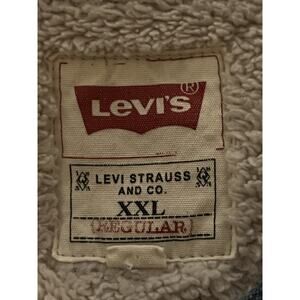 LEVI'S ®
LEVI STRAUSS
AND CO.
XXL
(REGULAR)